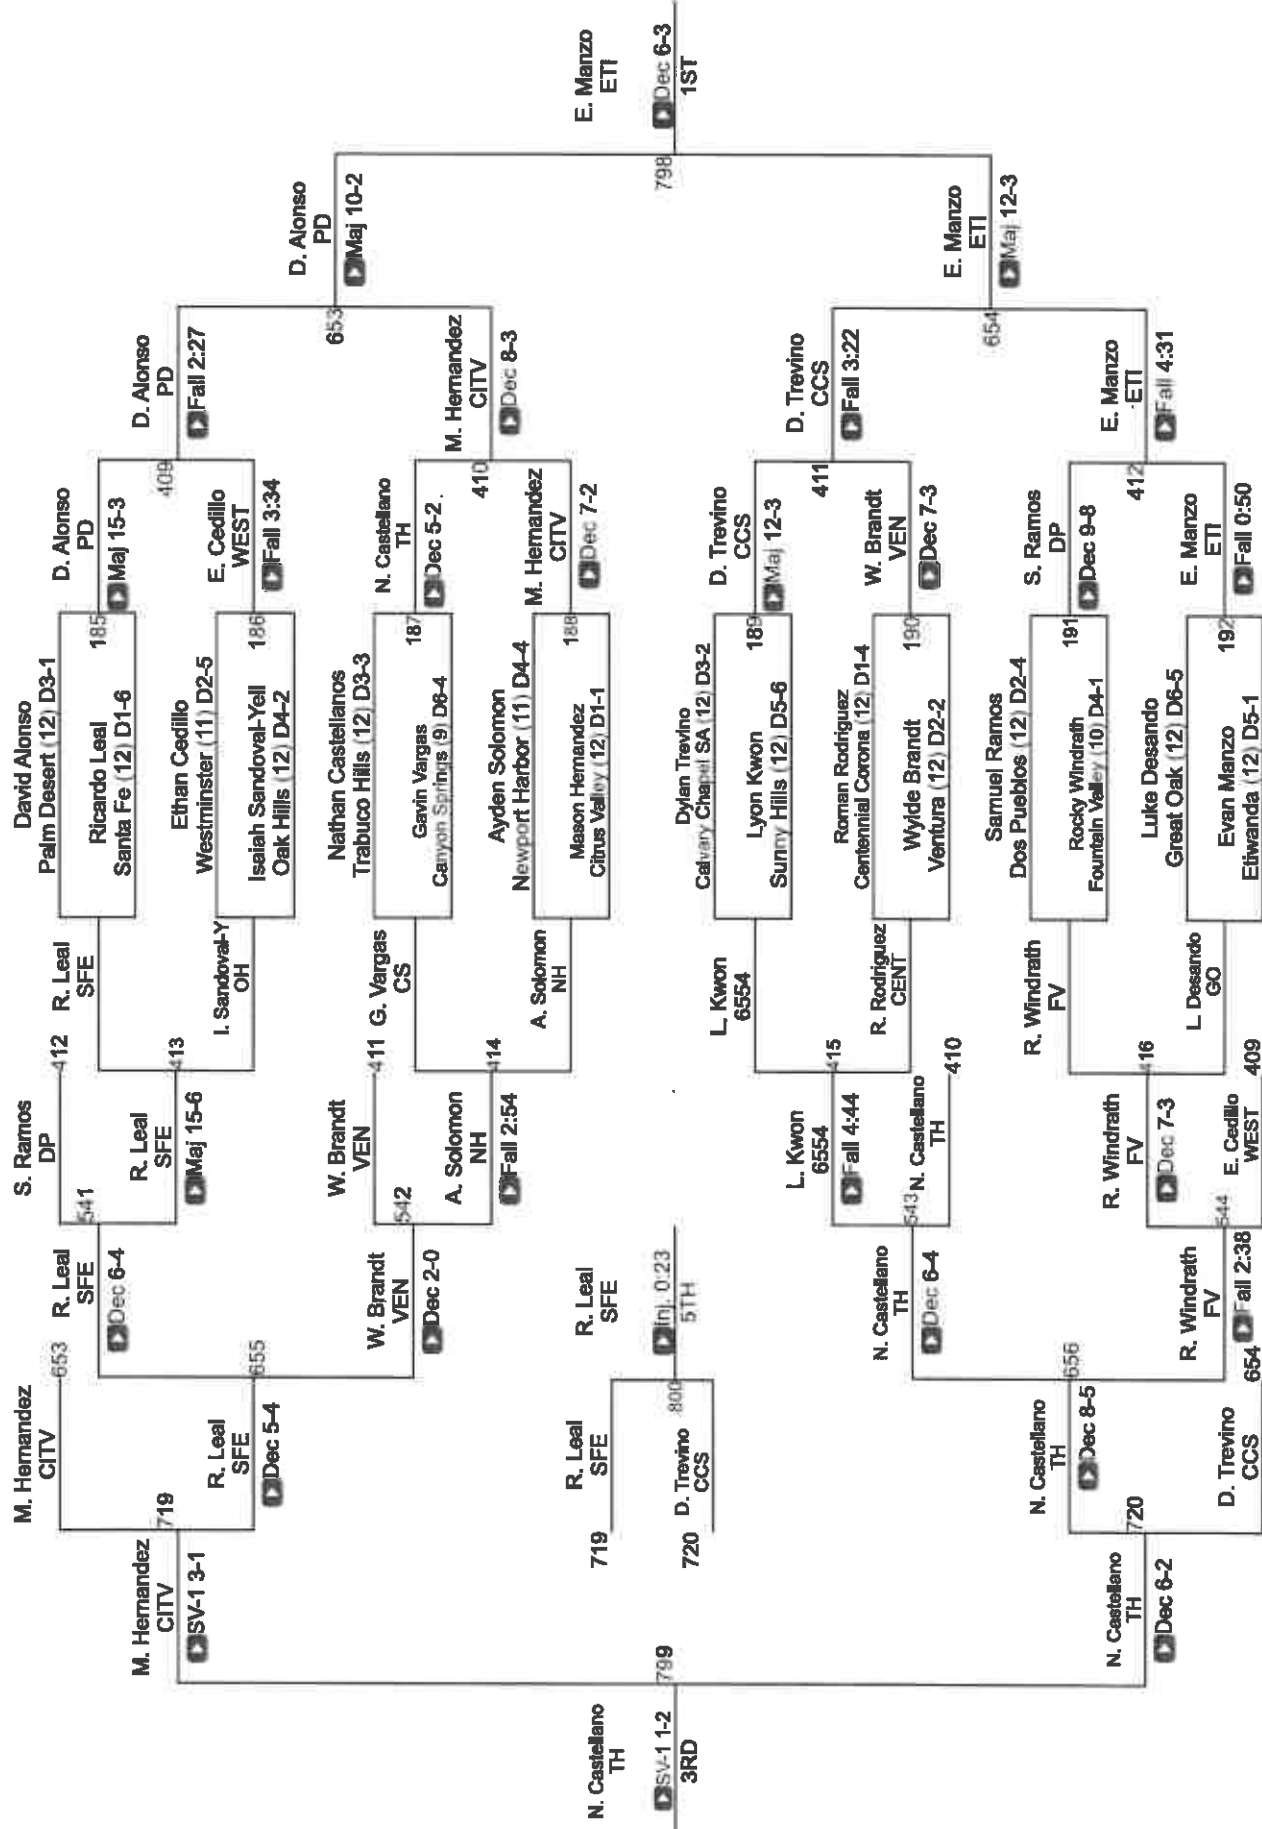 David Alonso
Palm Desert (12) D3-1
Ricardo Leal
Santa Fe (12) D1-6
185
Ethan Cedillo
Westminster (11) D2-5
Isaiah Sandoval-Yell
Oak Hills (12) D4-2
186
Nathan Castellanos
Trabuco Hills (12) D3-3
Gavin Vargas
Canyon Springs (9) D6-4
187
Ayden Solomon
Newport Harbor (11) D4-4
Mason Hernandez
Citrus Valley (12) D1-1
188
Dylan Trevino
Calvary Chapel SA (12) D3-2
Lyon Kwon
Sunny Hills (12) D5-6
189
Roman Rodriguez
Centennial Corona (12) D1-4
Wylde Brandt
Ventura (12) D2-2
190
Samuel Ramos
Dos Pueblos (12) D2-4
Rocky Windrath
Fountain Valley (10) D4-1
191
Luke Desando
Great Oak (12) D6-5
Evan Manzo
Etiwanda (12) D5-1
192
D. Alonso
PD
Maj 15-3
409
E. Cedillo
WEST
Fall 3:34
N. Castellano
TH
Dec 5-2
410
M. Hernandez
CITV
Dec 7-2
D. Trevino
CCS
Maj 12-3
411
W. Brandt
VEN
Dec 7-3
S. Ramos
DP
Dec 9-8
412
E. Manzo
ETI
Fall 0:50
D. Alonso
PD
Fall 2:27
653
M. Hernandez
CITV
Dec 8-3
D. Trevino
CCS
Fall 3:22
654
E. Manzo
ETI
Fall 4:31
D. Alonso
PD
Maj 10-2
798
E. Manzo
ETI
Maj 12-3
E. Manzo
ETI
Dec 6-3
1ST
R. Leal
SFE
413
I. Sandoval-Y
OH
G. Vargas
CS
414
A. Solomon
NH
L. Kwon
6554
415
R. Rodriguez
CENT
R. Windrath
FV
416
L. Desando
GO
S. Ramos
DP
412
541
R. Leal
SFE
Maj 15-6
W. Brandt
VEN
411
542
A. Solomon
NH
Fall 2:54
L. Kwon
6554
Fall 4:44
543
N. Castellano
TH
410
R. Windrath
FV
Dec 7-3
544
E. Cedillo
WEST
409
R. Leal
SFE
Dec 6-4
655
W. Brandt
VEN
Dec 2-0
N. Castellano
TH
Dec 6-4
656
R. Windrath
FV
Fall 2:38
M. Hernandez
CITV
653
719
R. Leal
SFE
Dec 5-4
N. Castellano
TH
Dec 8-5
720
D. Trevino
CCS
654
M. Hernandez
CITV
SV-1 3-1
799
N. Castellano
TH
Dec 6-2
N. Castellano
TH
SV-1 1-2
3RD
R. Leal
SFE
719
800
D. Trevino
CCS
720
R. Leal
SFE
Inj. 0:23
5TH